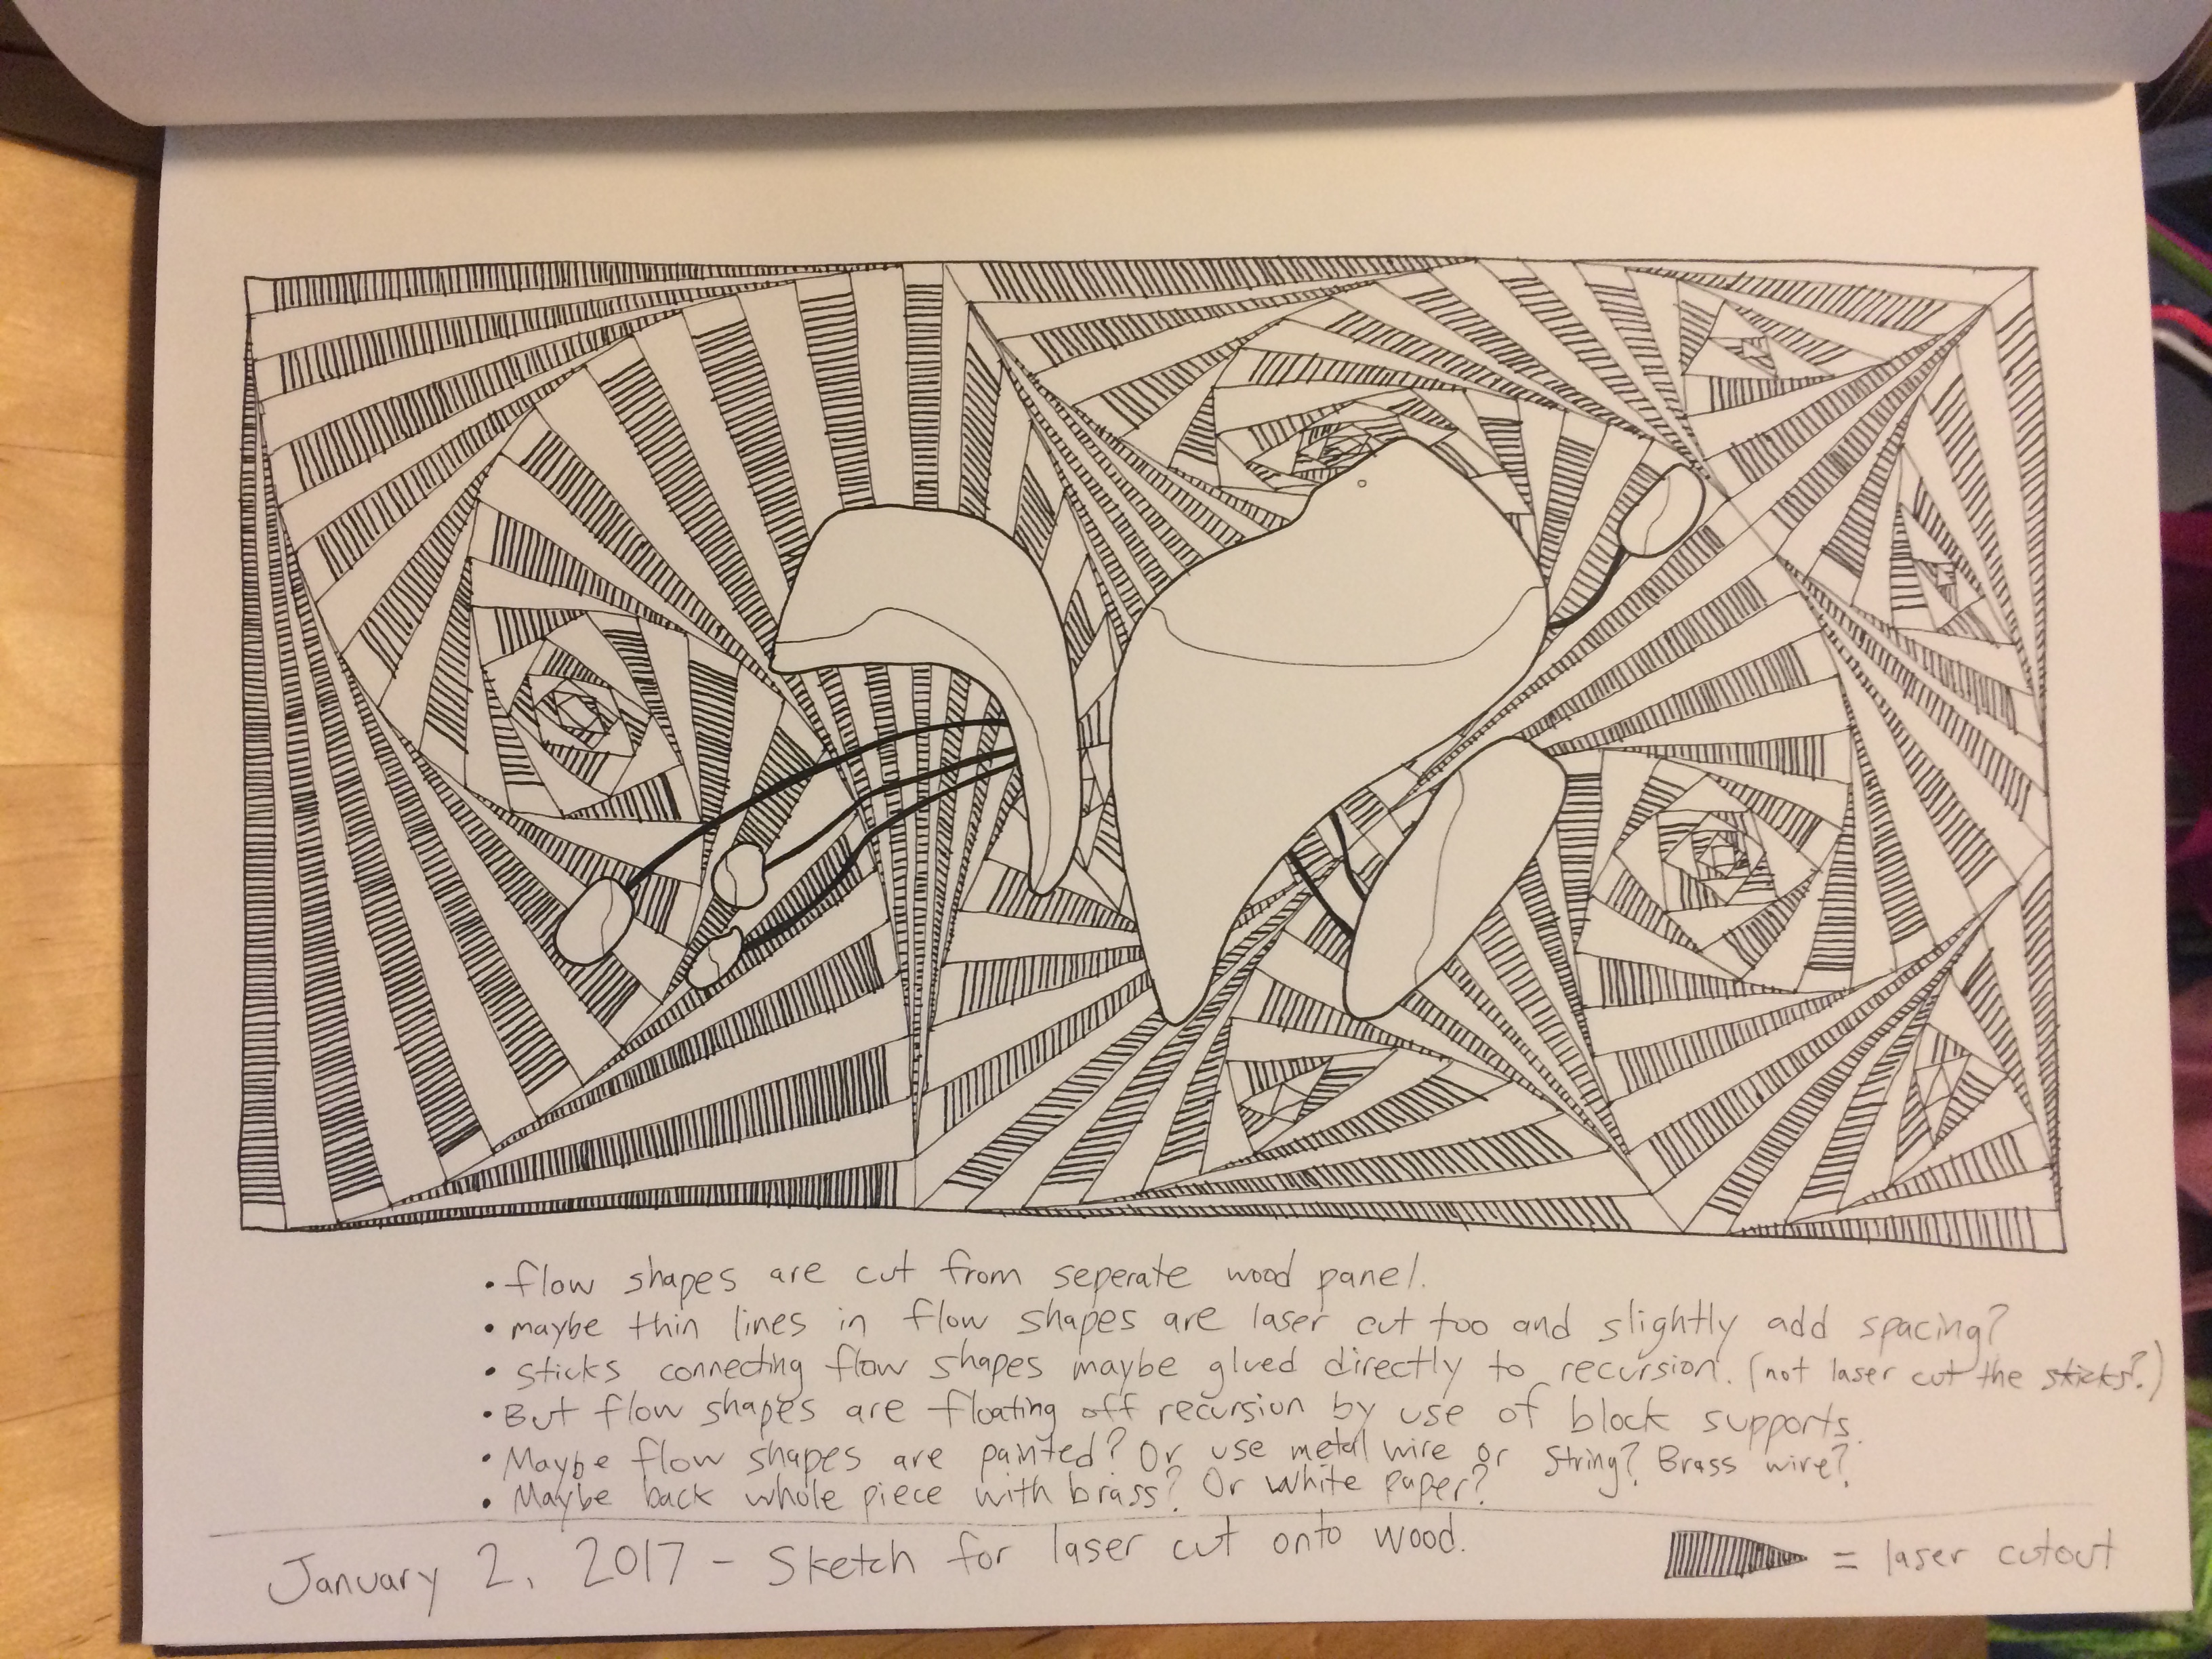 • flow shapes are cut from seperate wood panel.
• maybe thin lines in flow shapes are laser cut too and slightly add spacing?
• sticks connecting flow shapes maybe glued directly to recursion. (not laser cut the sticks?)
• But flow shapes are floating off recursion by use of block supports.
• Maybe flow shapes are painted? Or use metal wire or string? Brass wire?
• Maybe back whole piece with brass? Or white paper?
January 2, 2017 - Sketch for laser cut onto wood.
= laser cutout